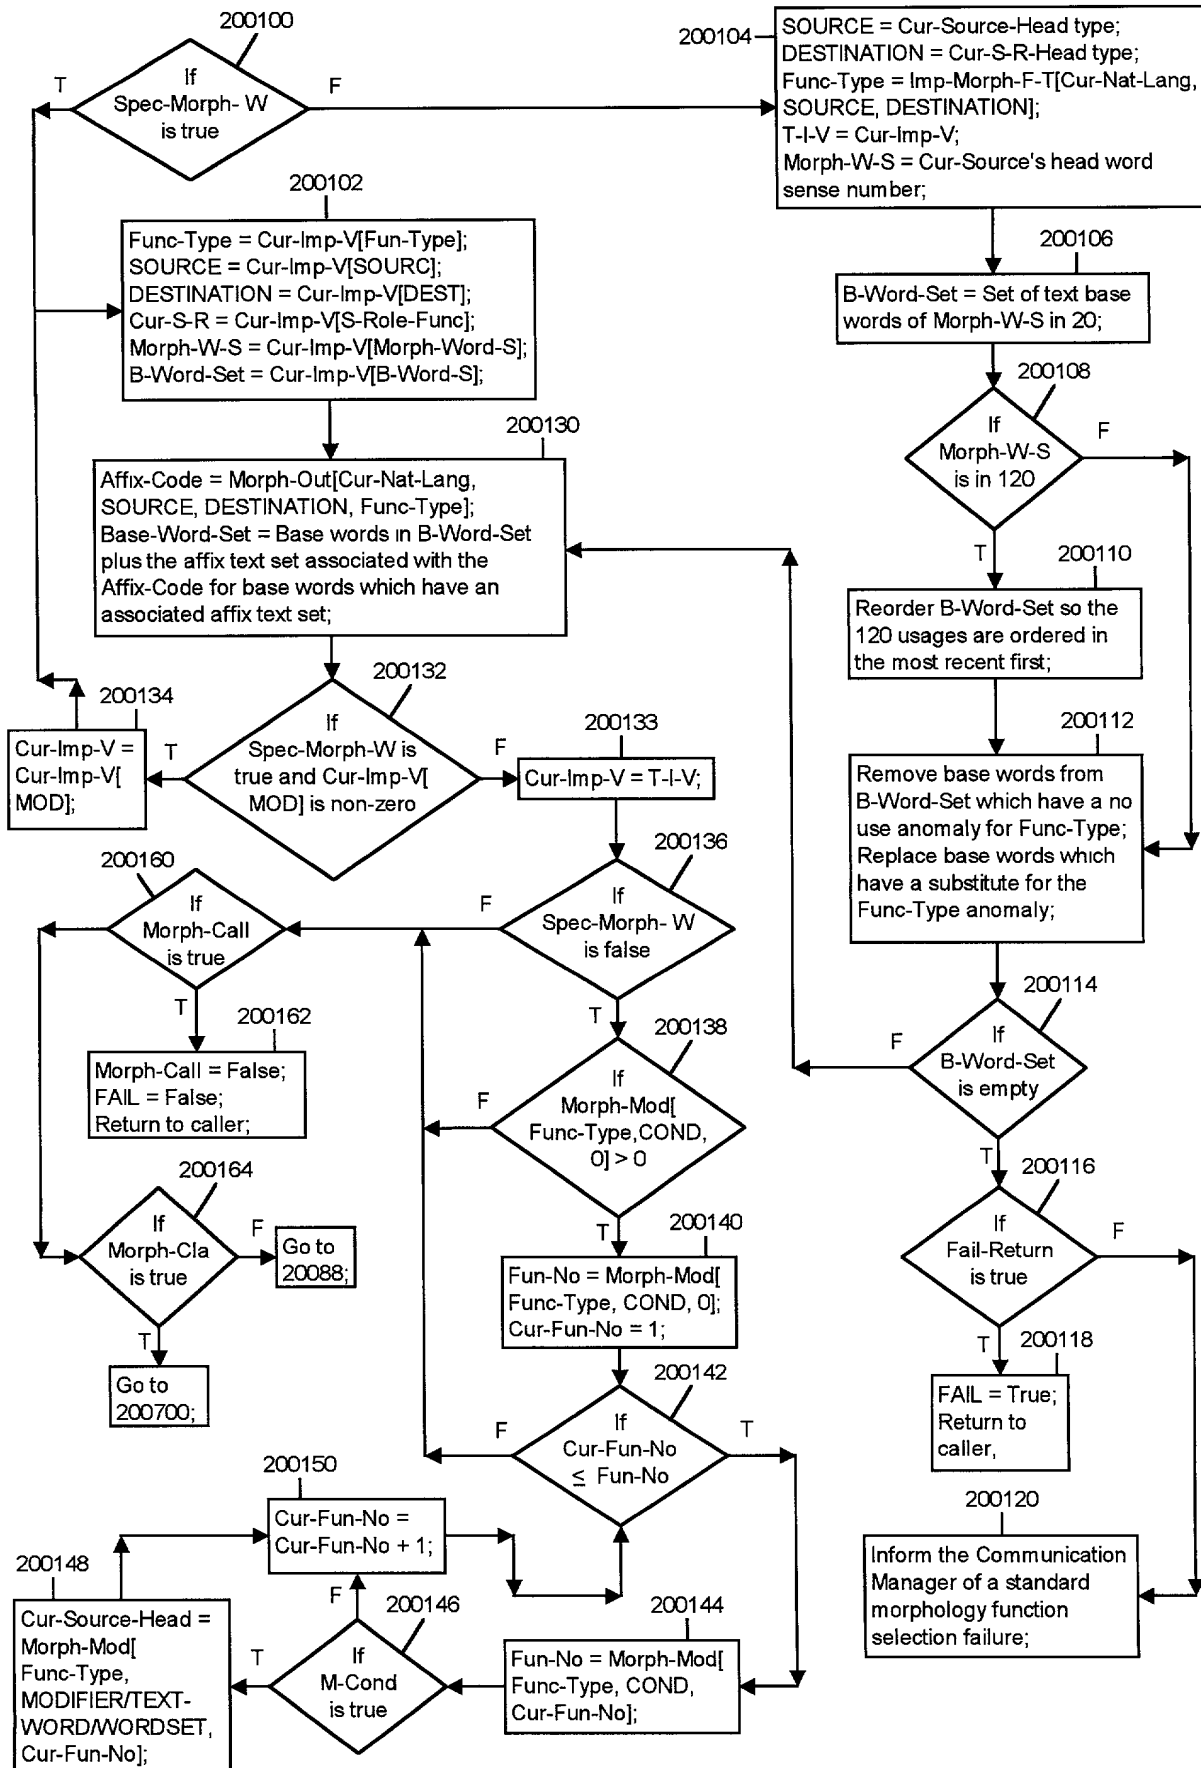 200100
T
If
Spec-Morph- W
is true
F
200104
SOURCE = Cur-Source-Head type;
DESTINATION = Cur-S-R-Head type;
Func-Type = Imp-Morph-F-T[Cur-Nat-Lang,
SOURCE, DESTINATION];
T-I-V = Cur-Imp-V;
Morph-W-S = Cur-Source's head word
sense number;
200102
Func-Type = Cur-Imp-V[Fun-Type];
SOURCE = Cur-Imp-V[SOURC];
DESTINATION = Cur-Imp-V[DEST];
Cur-S-R = Cur-Imp-V[S-Role-Func];
Morph-W-S = Cur-Imp-V[Morph-Word-S];
B-Word-Set = Cur-Imp-V[B-Word-S];
200106
B-Word-Set = Set of text base
words of Morph-W-S in 20;
200108
If
Morph-W-S
is in 120
F
T
200130
Affix-Code = Morph-Out[Cur-Nat-Lang,
SOURCE, DESTINATION, Func-Type];
Base-Word-Set = Base words in B-Word-Set
plus the affix text set associated with the
Affix-Code for base words which have an
associated affix text set;
200110
Reorder B-Word-Set so the
120 usages are ordered in
the most recent first;
200132
If
Spec-Morph-W is
true and Cur-Imp-V[
MOD] is non-zero
T
F
200134
Cur-Imp-V =
Cur-Imp-V[
MOD];
200133
Cur-Imp-V = T-I-V;
200112
Remove base words from
B-Word-Set which have a no
use anomaly for Func-Type;
Replace base words which
have a substitute for the
Func-Type anomaly;
200136
If
Spec-Morph- W
is false
F
T
200160
If
Morph-Call
is true
T
200162
Morph-Call = False;
FAIL = False;
Return to caller;
200114
If
B-Word-Set
is empty
F
T
200138
If
Morph-Mod[
Func-Type,COND,
0] > 0
F
T
200164
If
Morph-Cla
is true
F
Go to
20088;
T
Go to
200700;
200116
If
Fail-Return
is true
F
T
200140
Fun-No = Morph-Mod[
Func-Type, COND, 0];
Cur-Fun-No = 1;
200118
FAIL = True;
Return to
caller,
200142
If
Cur-Fun-No
≤ Fun-No
F
T
200120
Inform the Communication
Manager of a standard
morphology function
selection failure;
200150
Cur-Fun-No =
Cur-Fun-No + 1;
200148
Cur-Source-Head =
Morph-Mod[
Func-Type,
MODIFIER/TEXT-
WORD/WORDSET,
Cur-Fun-No];
200146
If
M-Cond
is true
F
T
200144
Fun-No = Morph-Mod[
Func-Type, COND,
Cur-Fun-No];